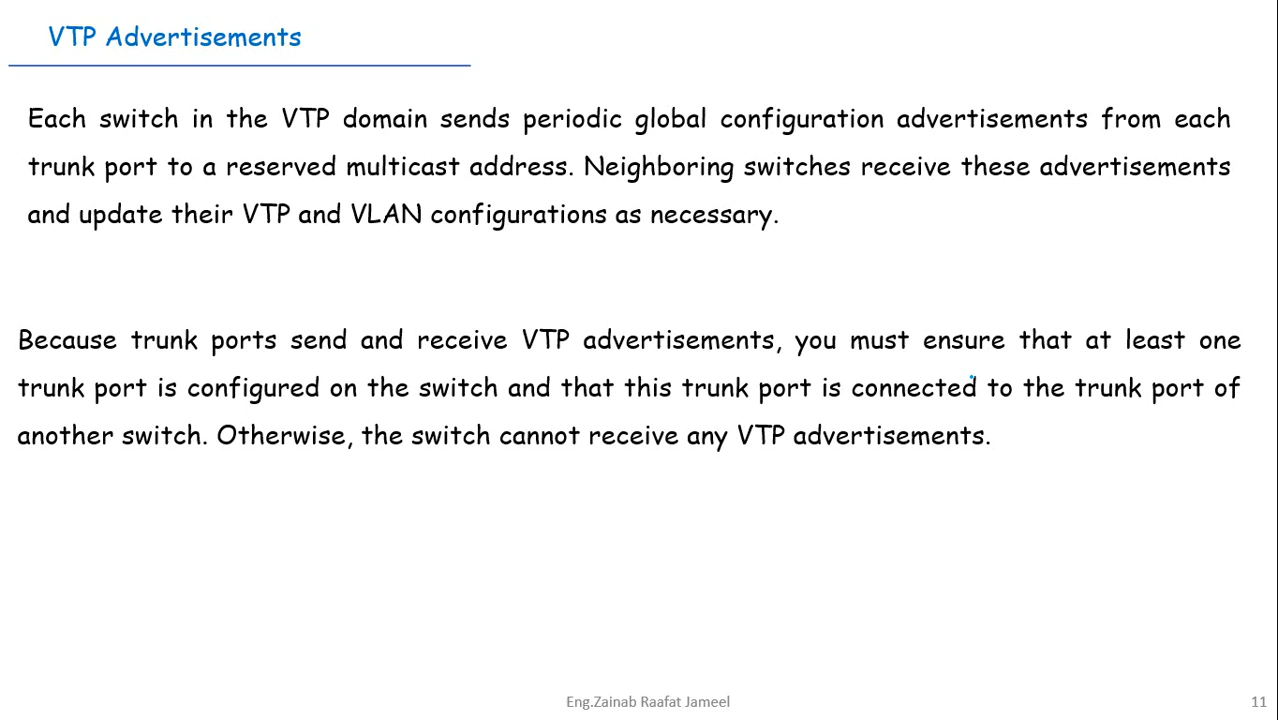 VTP Advertisements
Each switch in the VTP domain sends periodic global configuration advertisements from each
trunk port to a reserved multicast address. Neighboring switches receive these advertisements
and update their VTP and VLAN configurations as necessary.
Because trunk ports send and receive VTP advertisements, you must ensure that at least one
trunk port is configured on the switch and that this trunk port is connected to the trunk port of
another switch. Otherwise, the switch cannot receive any VTP advertisements.
Eng.Zainab Raafat Jameel
11